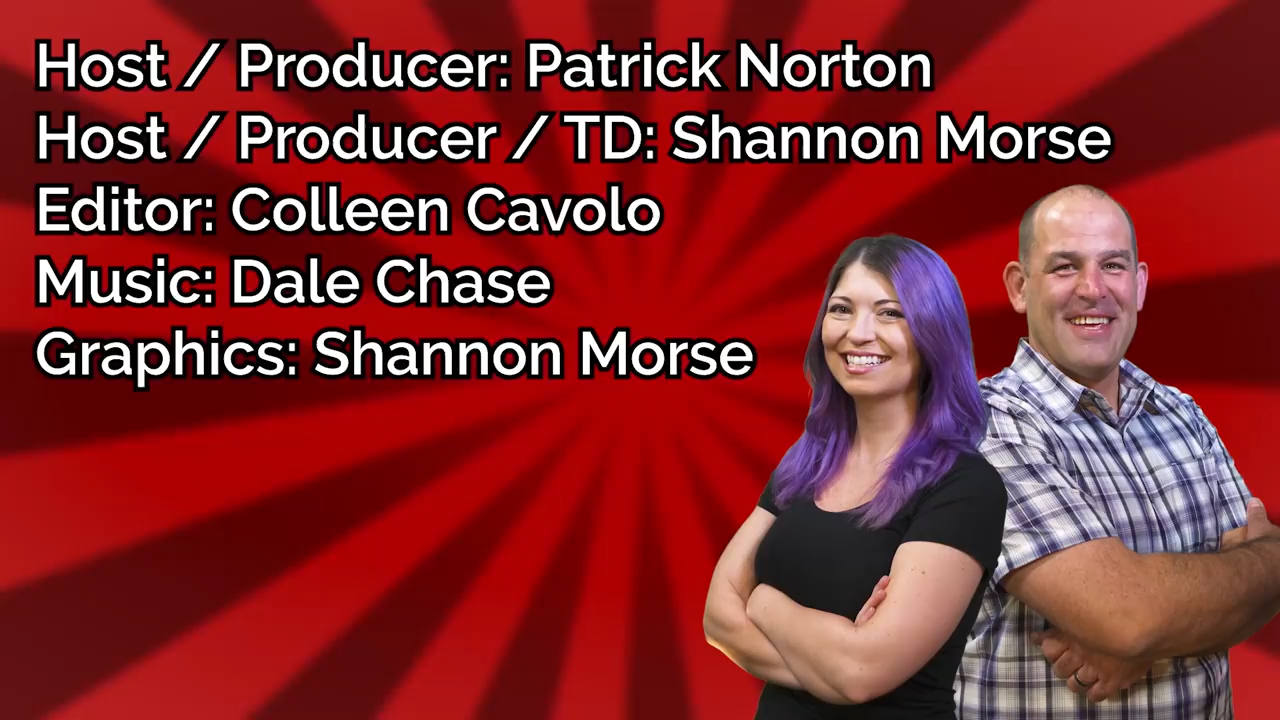 Host / Producer: Patrick Norton
Host / Producer / TD: Shannon Morse
Editor: Colleen Cavolo
Music: Dale Chase
Graphics: Shannon Morse